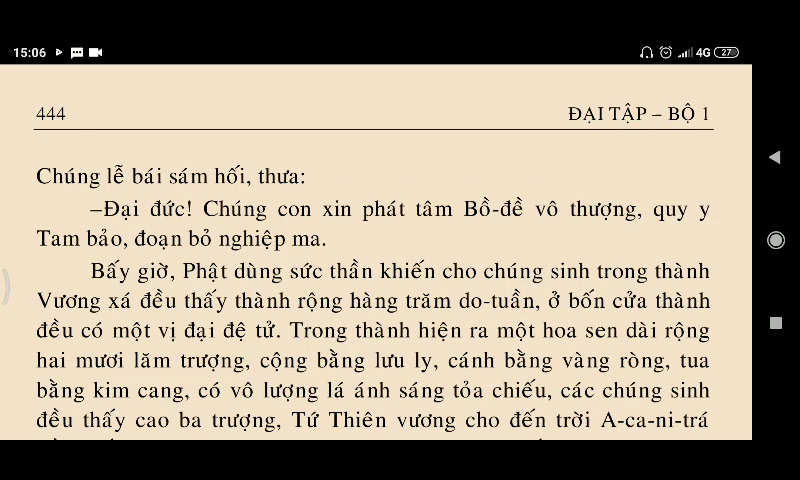 15:06
4G 27
444 ĐẠI TẬP – BỘ 1
Chúng lễ bái sám hối, thưa:
–Đại đức! Chúng con xin phát tâm Bồ-đề vô thượng, quy y
Tam bảo, đoạn bỏ nghiệp ma.
Bấy giờ, Phật dùng sức thần khiến cho chúng sinh trong thành
Vương xá đều thấy thành rộng hàng trăm do-tuần, ở bốn cửa thành
đều có một vị đại đệ tử. Trong thành hiện ra một hoa sen dài rộng
hai mươi lăm trượng, cộng bằng lưu ly, cánh bằng vàng ròng, tua
bằng kim cang, có vô lượng lá ánh sáng tỏa chiếu, các chúng sinh
đều thấy cao ba trượng, Tứ Thiên vương cho đến trời A-ca-ni-trá